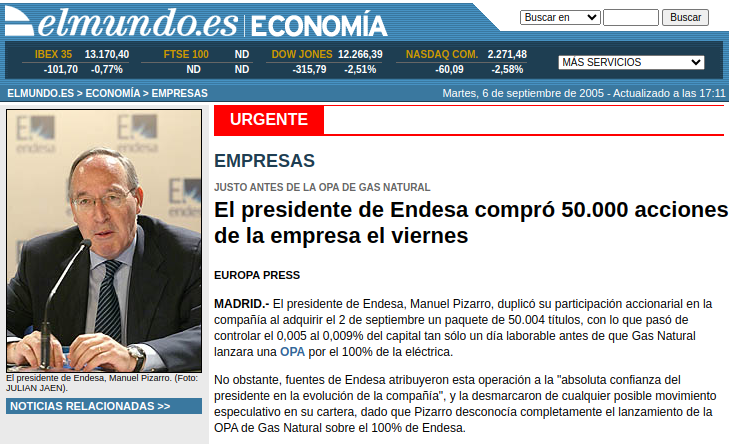 elmundo.es ECONOMÍA
Buscar en
Buscar
IBEX 35 13.170,40 FTSE 100 ND DOW JONES 12.266,39 NASDAQ COM. 2.271,48
-101,70 -0,77% ND ND -315,79 -2,51% -60,09 -2,58%
MÁS SERVICIOS
ELMUNDO.ES > ECONOMÍA > EMPRESAS
Martes, 6 de septiembre de 2005 - Actualizado a las 17:11
E endesa
E endesa
E
endesa
El presidente de Endesa, Manuel Pizarro. (Foto:
JULIAN JAEN).
NOTICIAS RELACIONADAS >>
URGENTE
EMPRESAS
JUSTO ANTES DE LA OPA DE GAS NATURAL
El presidente de Endesa compró 50.000 acciones
de la empresa el viernes
EUROPA PRESS
MADRID.- El presidente de Endesa, Manuel Pizarro, duplicó su participación accionarial en la
compañía al adquirir el 2 de septiembre un paquete de 50.004 títulos, con lo que pasó de
controlar el 0,005 al 0,009% del capital tan sólo un día laborable antes de que Gas Natural
lanzara una OPA por el 100% de la eléctrica.
No obstante, fuentes de Endesa atribuyeron esta operación a la "absoluta confianza del
presidente en la evolución de la compañía", y la desmarcaron de cualquier posible movimiento
especulativo en su cartera, dado que Pizarro desconocía completamente el lanzamiento de la
OPA de Gas Natural sobre el 100% de Endesa.